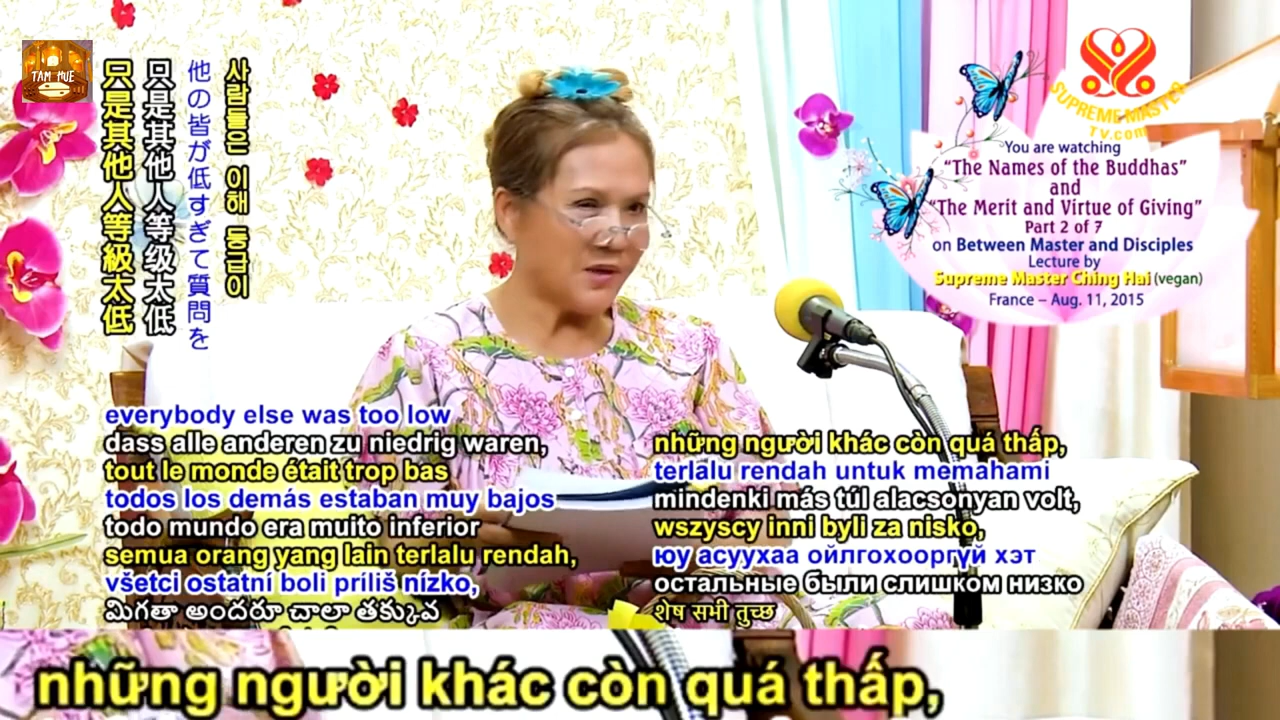 TAM HUE
只是其他人等級太低
只是其他人等级太低
他の皆が低すぎて質問を
사람들은 이해 등급이
SUPREME MASTER
TV.com
You are watching
“The Names of the Buddhas”
and
“The Merit and Virtue of Giving”
Part 2 of 7
on Between Master and Disciples
Lecture by
Supreme Master Ching Hai (vegan)
France – Aug. 11, 2015
everybody else was too low
dass alle anderen zu niedrig waren,
tout le monde était trop bas
todos los demás estaban muy bajos
todo mundo era muito inferior
semua orang yang lain terlalu rendah,
všetci ostatní boli príliš nízko,
మిగతా అందరూ చాలా తక్కువ
những người khác còn quá thấp,
terlalu rendah untuk memahami
mindenki más túl alacsonyan volt,
wszyscy inni byli za nisko,
юу асуухаа ойлгохооргүй хэт
остальные были слишком низко
शेष सभी तुच्छ
những người khác còn quá thấp,